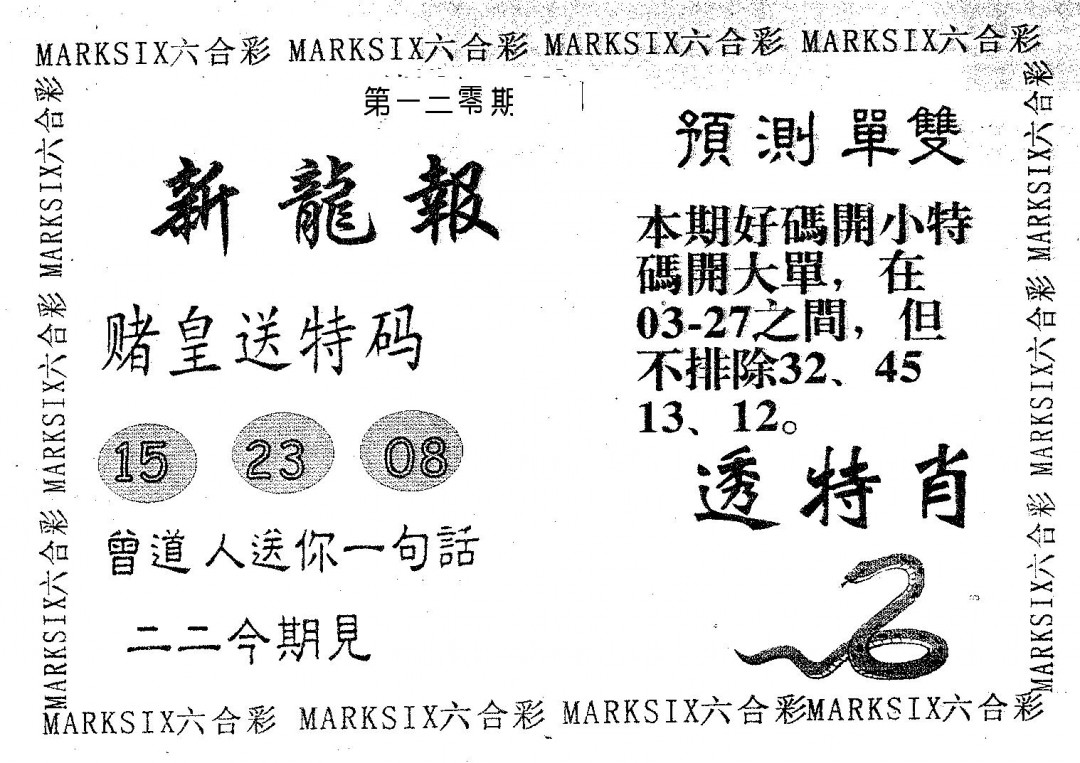 MARKSIX六合彩 MARKSIX六合彩 MARKSIX六合彩 MARKSIX六合彩
第一二零期
新龍報
赌皇送特码
15 23 08
曾道人送你一句話
二二今期見
預測單雙
本期好碼開小特
碼開大單，在
03-27之間，但
不排除32、45
13、12。
透特肖
MARKSIX六合彩 MARKSIX六合彩 MARKSIX六合彩
MARKSIX六合彩 MARKSIX六合彩 MARKSIX六合彩
MARKSIX六合彩 MARKSIX六合彩 MARKSIX六合彩MARKSIX六合彩